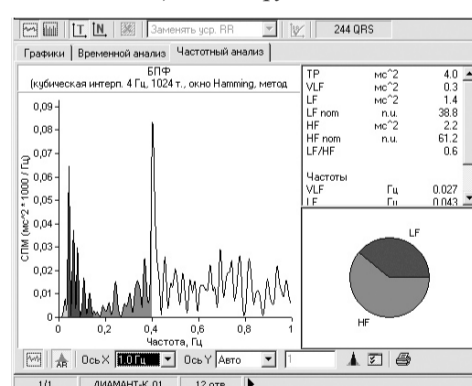 Заменять уср. RR 244 QRS
Графики Временной анализ Частотный анализ
БПФ
(кубическая интерп. 4 Гц, 1024 т., окно Hamming, метод
СПМ (мс^2 * 1000 / Гц)
0,09
0,08
0,07
0,06
0,05
0,04
0,03
0,02
0,01
0
0 0,2 0,4 0,6 0,8 1
Частота, Гц
TP мс^2 4.0
VLF мс^2 0.3
LF мс^2 1.4
LF nom n.u. 38.8
HF мс^2 2.2
HF nom n.u. 61.2
LF/HF 0.6
Частоты
VLF Гц 0.027
LF Гц 0.043
LF
HF
Ось X 1.0 Гц Ось Y Авто 1
1/1 ДИАМАНТ-К 01 12 отв